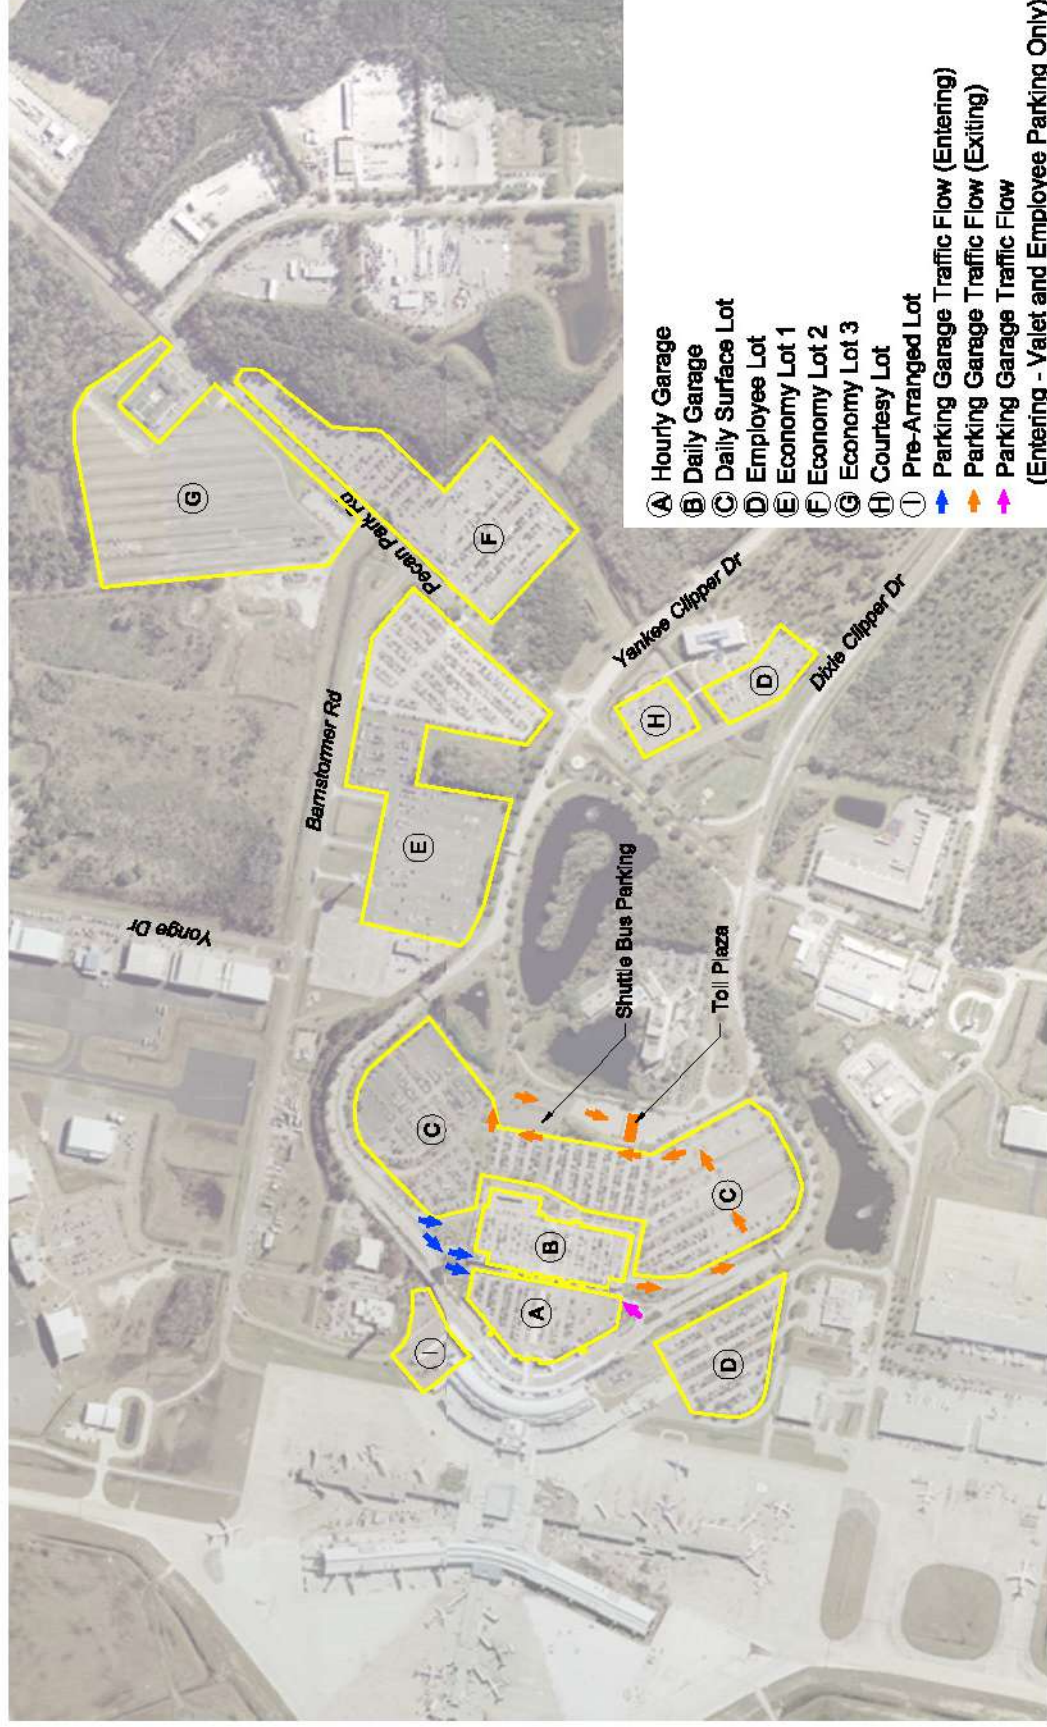 Yonge Dr
Barnstormer Rd
Pecan Park Rd
Yankee Clipper Dr
Dixie Clipper Dr
Shuttle Bus Parking
Toll Plaza
G
F
E
H
D
C
C
B
A
I
D
A Hourly Garage
B Daily Garage
C Daily Surface Lot
D Employee Lot
E Economy Lot 1
F Economy Lot 2
G Economy Lot 3
H Courtesy Lot
I Pre-Arranged Lot
Parking Garage Traffic Flow (Entering)
Parking Garage Traffic Flow (Exiting)
Parking Garage Traffic Flow
(Entering - Valet and Employee Parking Only)